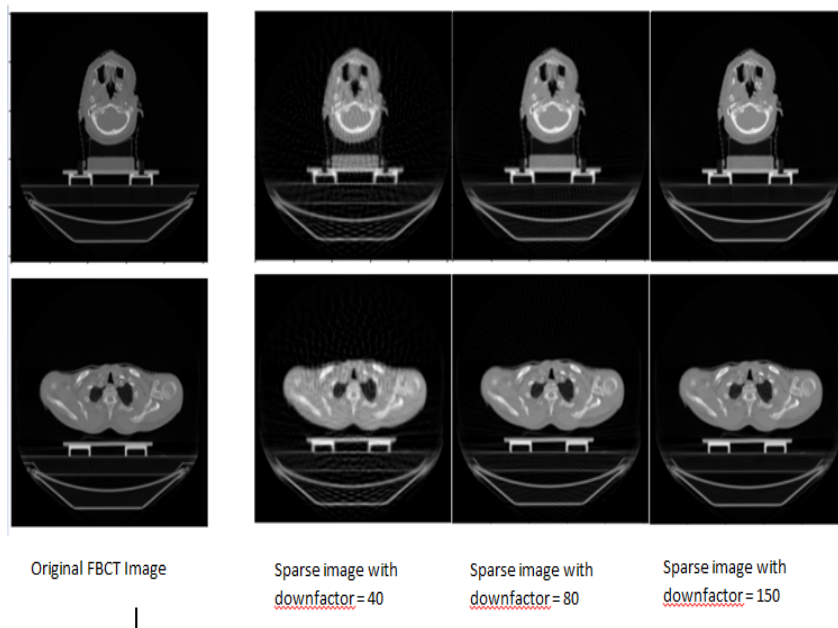 Original FBCT Image
Sparse image with
downfactor = 40
Sparse image with
downfactor = 80
Sparse image with
downfactor = 150